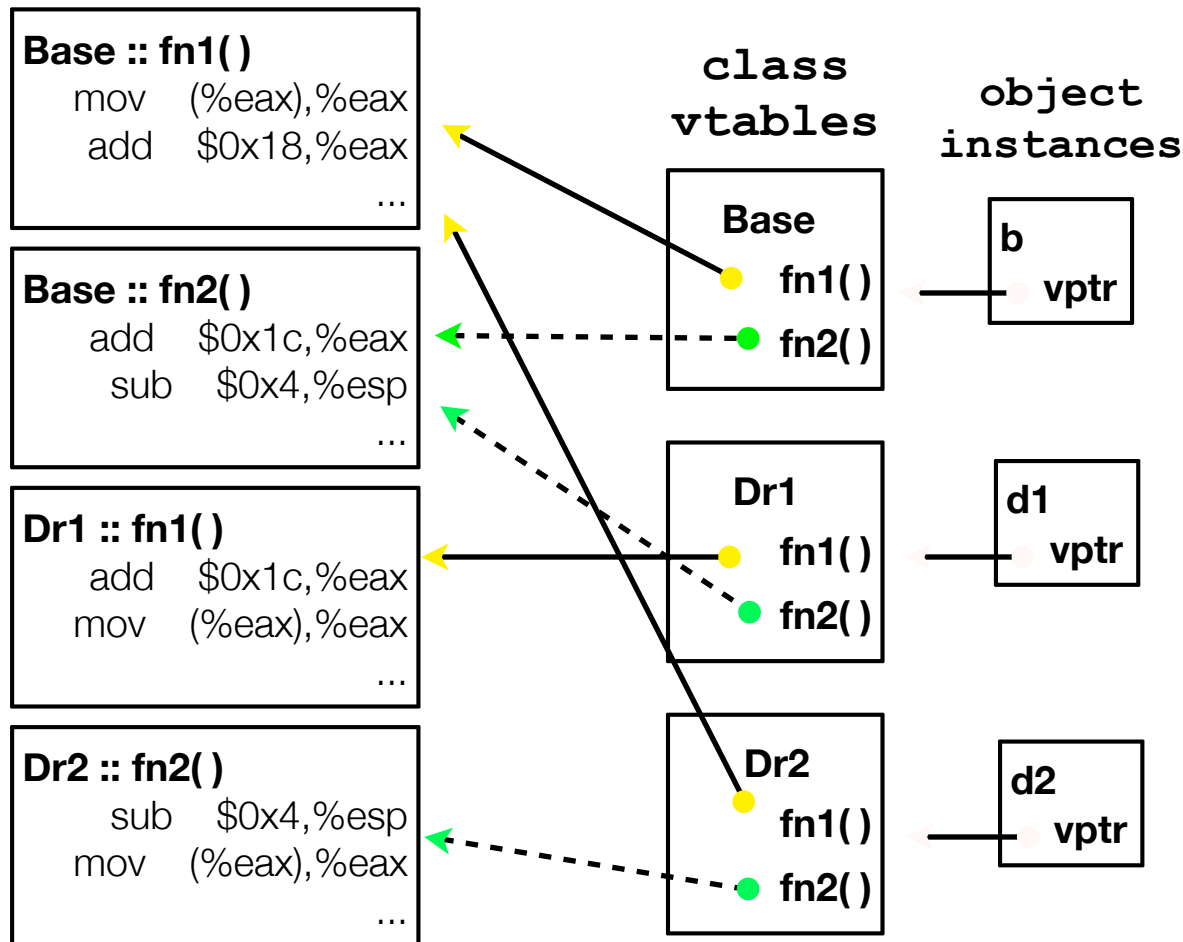 Base :: fn1()
mov (%eax),%eax
add $0x18,%eax
...
Base :: fn2()
add $0x1c,%eax
sub $0x4,%esp
...
Dr1 :: fn1()
add $0x1c,%eax
mov (%eax),%eax
...
Dr2 :: fn2()
sub $0x4,%esp
mov (%eax),%eax
...
class
vtables
Base
fn1()
fn2()
Dr1
fn1()
fn2()
Dr2
fn1()
fn2()
object
instances
b
vptr
d1
vptr
d2
vptr